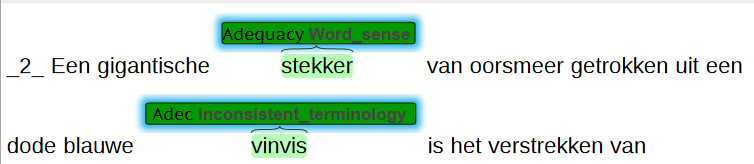 Adequacy Word_sense
_2_ Een gigantische stekker van oorsmeer getrokken uit een
Adec Inconsistent_terminology
dode blauwe vinvis is het verstrekken van